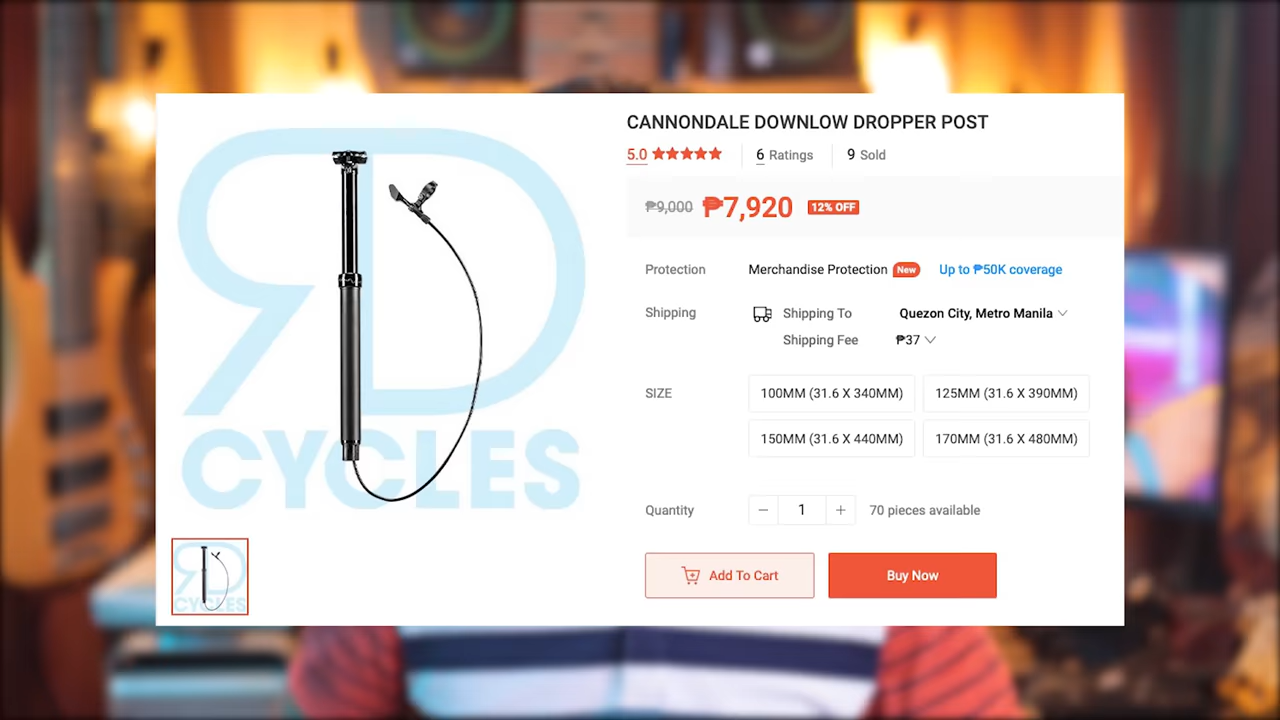 CANNONDALE DOWNLOW DROPPER POST
5.0 6 Ratings 9 Sold
₱9,000 ₱7,920 12% OFF
Protection Merchandise Protection New Up to ₱50K coverage
Shipping Shipping To Quezon City, Metro Manila
Shipping Fee ₱37
SIZE 100MM (31.6 X 340MM) 125MM (31.6 X 390MM)
150MM (31.6 X 440MM) 170MM (31.6 X 480MM)
Quantity − 1 + 70 pieces available
Add To Cart Buy Now
RD
CYCLES
RD
CYCLES